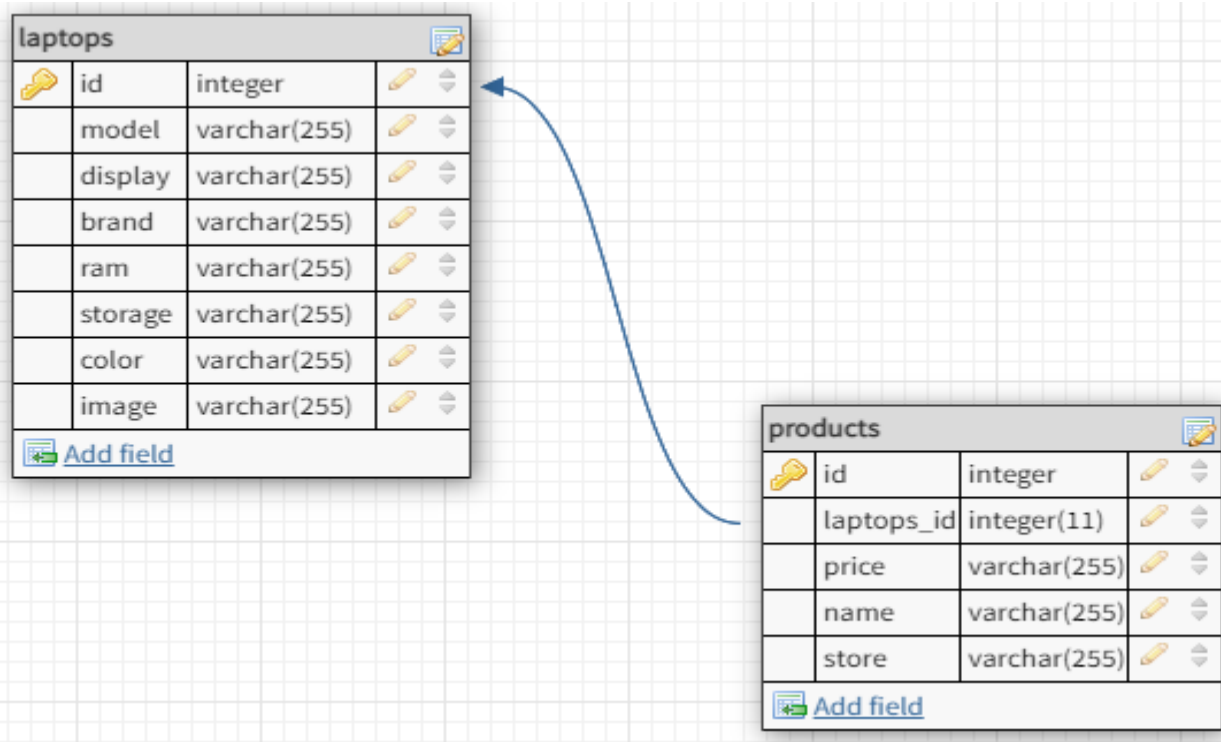 laptops
id integer
model varchar(255)
display varchar(255)
brand varchar(255)
ram varchar(255)
storage varchar(255)
color varchar(255)
image varchar(255)
Add field
products
id integer
laptops_id integer(11)
price varchar(255)
name varchar(255)
store varchar(255)
Add field